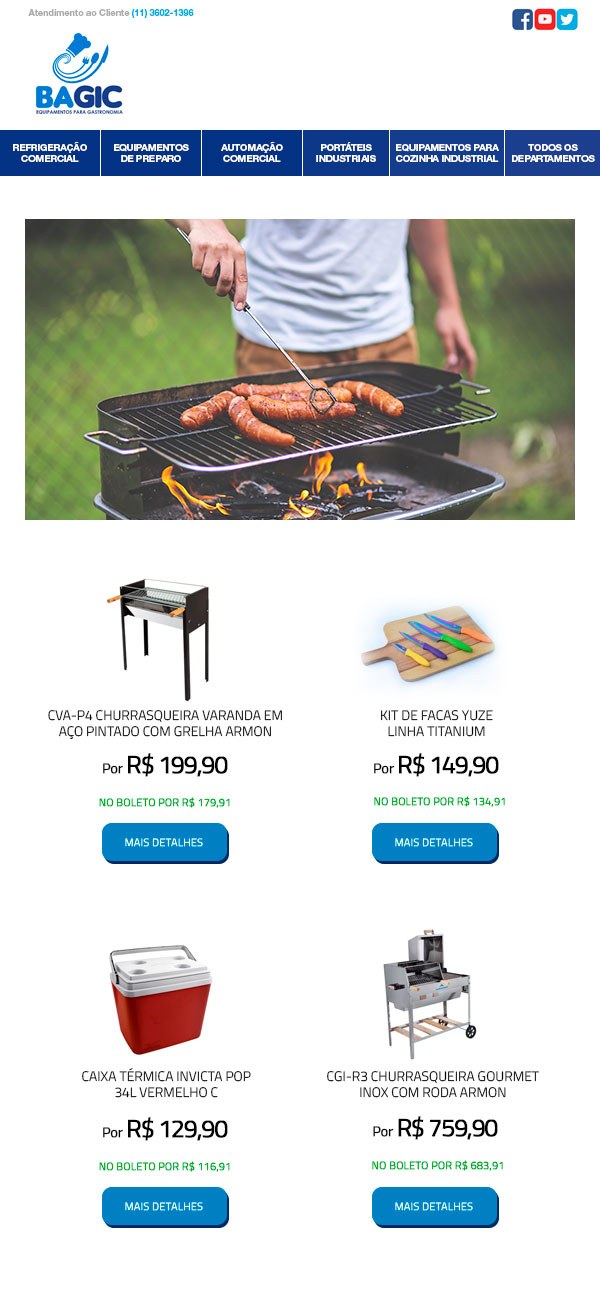 Atendimento ao Cliente (11) 3602-1396
BAGIC
EQUIPAMENTOS PARA GASTRONOMIA
REFRIGERAÇÃO
COMERCIAL
EQUIPAMENTOS
DE PREPARO
AUTOMAÇÃO
COMERCIAL
PORTÁTEIS
INDUSTRIAIS
EQUIPAMENTOS PARA
COZINHA INDUSTRIAL
TODOS OS
DEPARTAMENTOS
CVA-P4 CHURRASQUEIRA VARANDA EM
AÇO PINTADO COM GRELHA ARMON
Por R$ 199,90
NO BOLETO POR R$ 179,91
MAIS DETALHES
KIT DE FACAS YUZE
LINHA TITANIUM
Por R$ 149,90
NO BOLETO POR R$ 134,91
MAIS DETALHES
CAIXA TÉRMICA INVICTA POP
34L VERMELHO C
Por R$ 129,90
NO BOLETO POR R$ 116,91
MAIS DETALHES
CGI-R3 CHURRASQUEIRA GOURMET
INOX COM RODA ARMON
Por R$ 759,90
NO BOLETO POR R$ 683,91
MAIS DETALHES